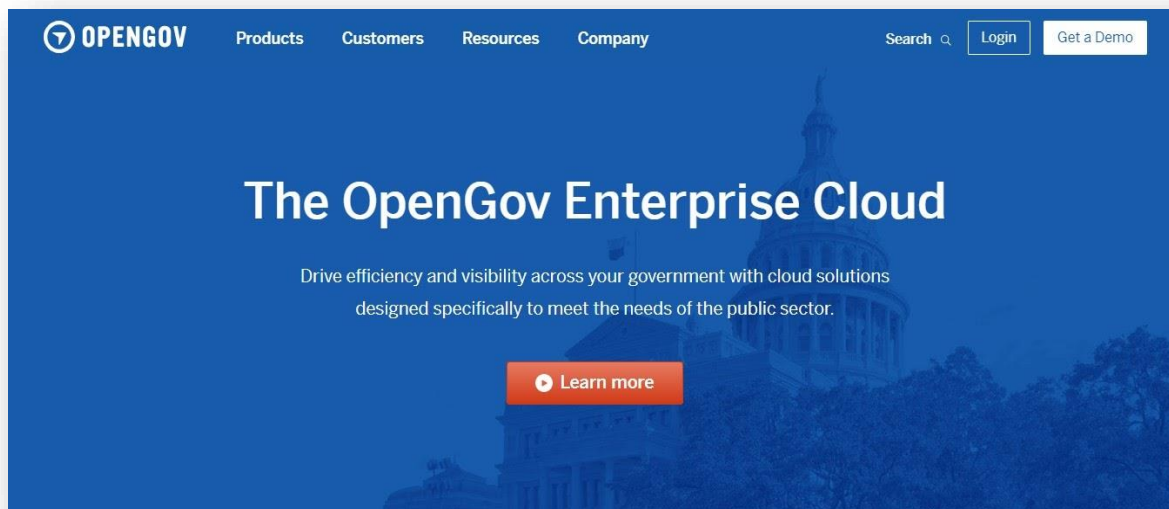 OPENGOV Products Customers Resources Company Search Login Get a Demo
The OpenGov Enterprise Cloud
Drive efficiency and visibility across your government with cloud solutions
designed specifically to meet the needs of the public sector.
Learn more